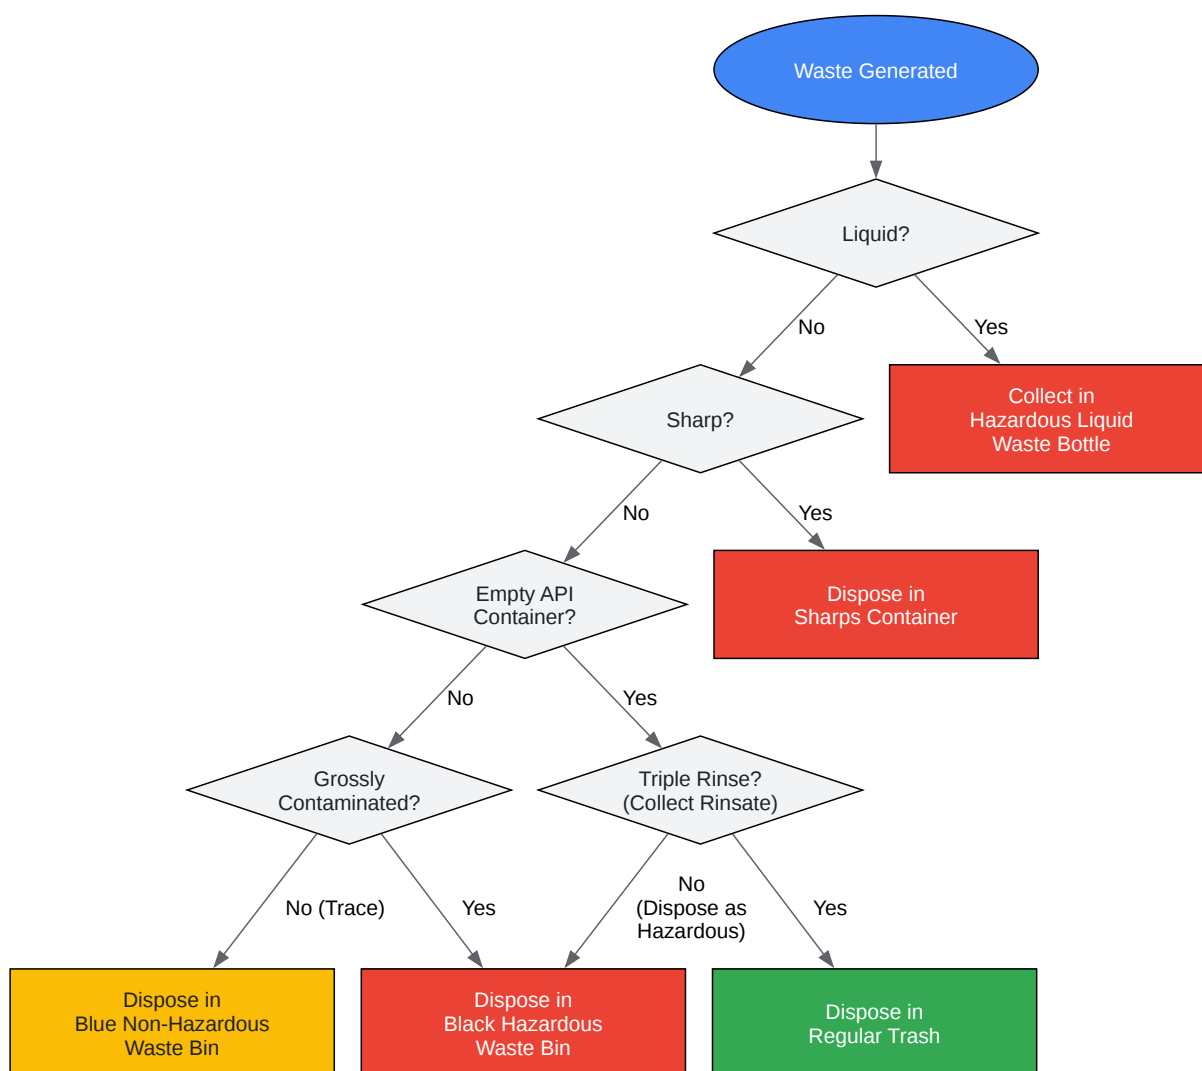 Waste Generated
Liquid?
No
Yes
Sharp?
Collect in
Hazardous Liquid
Waste Bottle
No
Yes
Empty API
Container?
Dispose in
Sharps Container
No
Yes
Grossly
Contaminated?
Triple Rinse?
(Collect Rinsate)
No (Trace)
Yes
No
(Dispose as
Hazardous)
Yes
Dispose in
Blue Non-Hazardous
Waste Bin
Dispose in
Black Hazardous
Waste Bin
Dispose in
Regular Trash